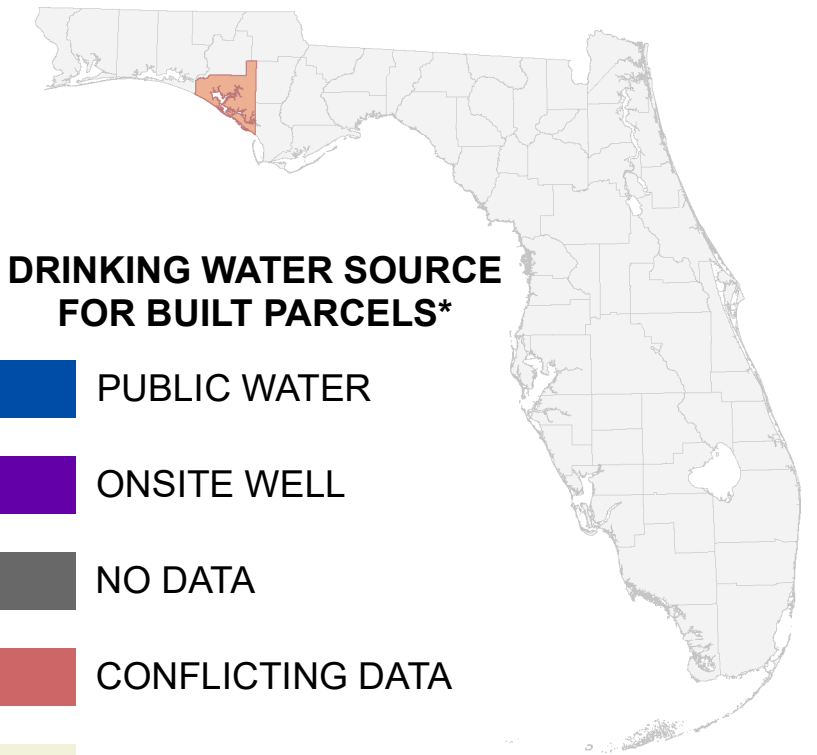 DRINKING WATER SOURCE
FOR BUILT PARCELS*
PUBLIC WATER
ONSITE WELL
NO DATA
CONFLICTING DATA